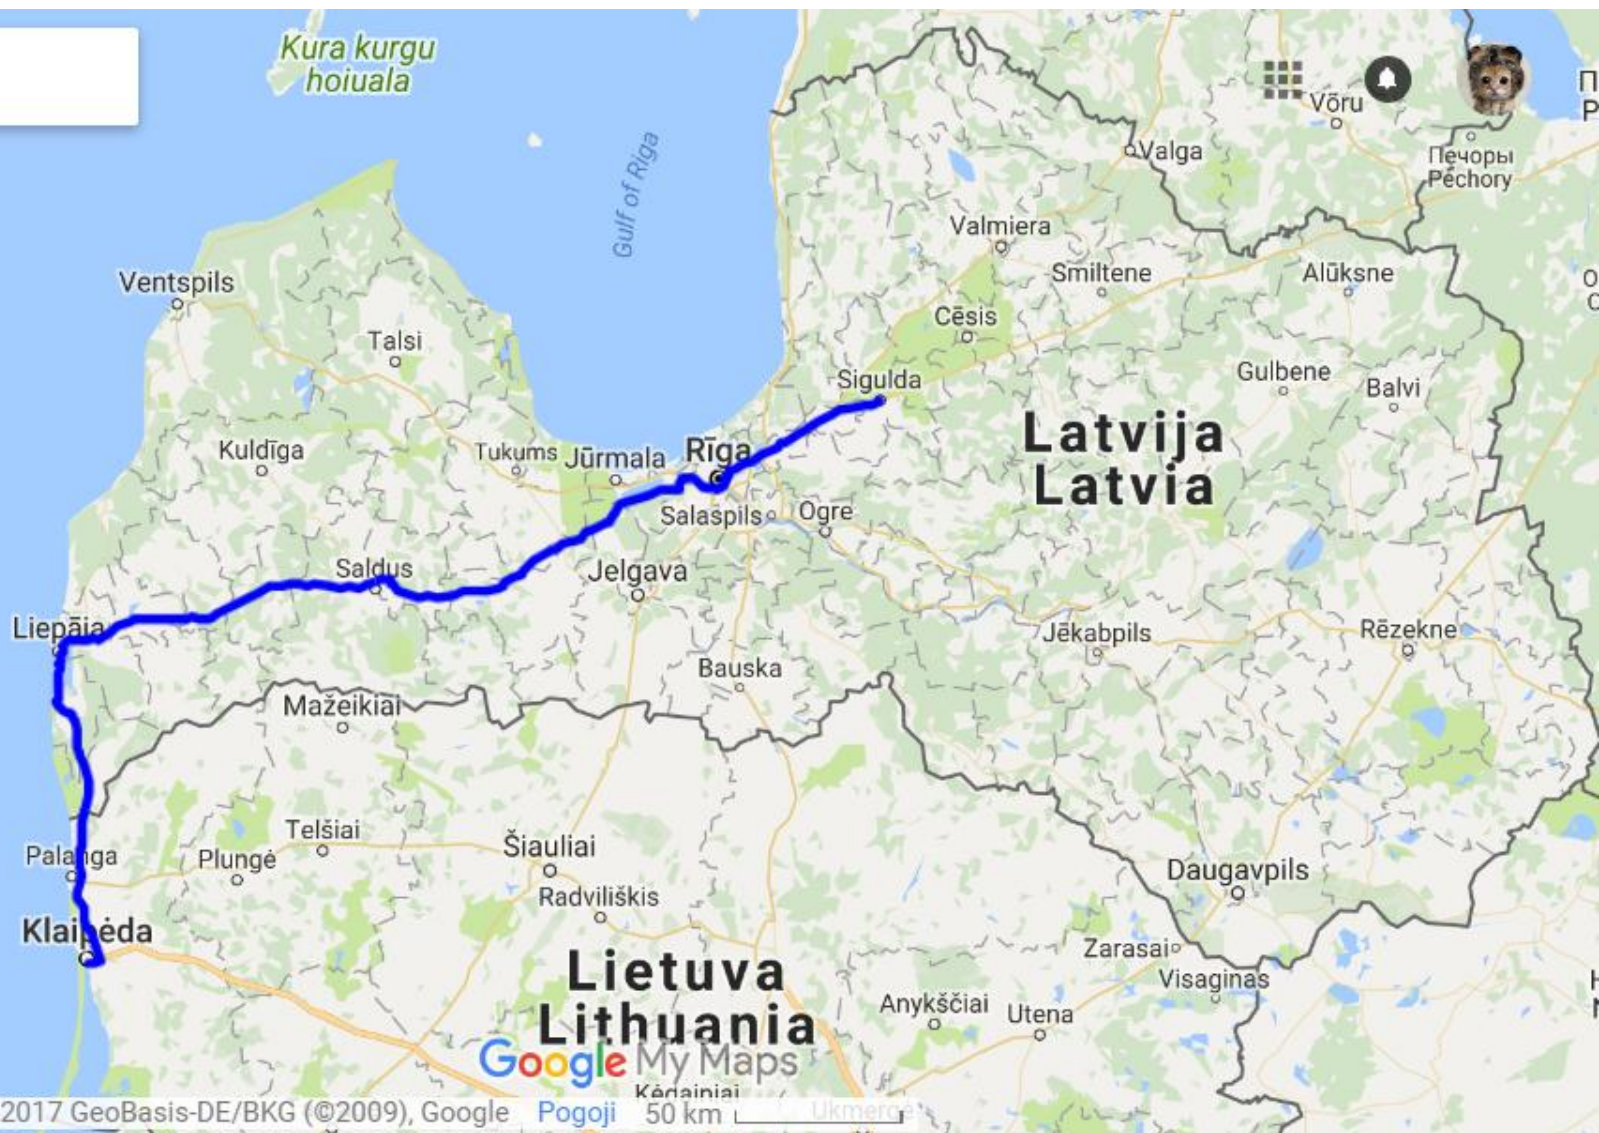 Kura kurgu
hoiuala
Võru
П
P
Valga
Печоры
Pechory
Gulf of Riga
Valmiera
Ventspils
Smiltene
Alūksne
Cēsis
Talsi
Sigulda
Gulbene
Balvi
Latvija
Latvia
Kuldīga
Tukums
Jūrmala
Rīga
Salaspils
Ogre
Saldus
Jelgava
Liepāja
Jēkabpils
Rēzekne
Bauska
Mažeikiai
Telšiai
Šiauliai
Palanga
Plungė
Daugavpils
Radviliškis
Klaipėda
Zarasai
Lietuva
Lithuania
Visaginas
Anykščiai
Utena
Google My Maps
Kėdainiai
2017 GeoBasis-DE/BKG (©2009), Google
Pogoji
50 km
Ukmergė